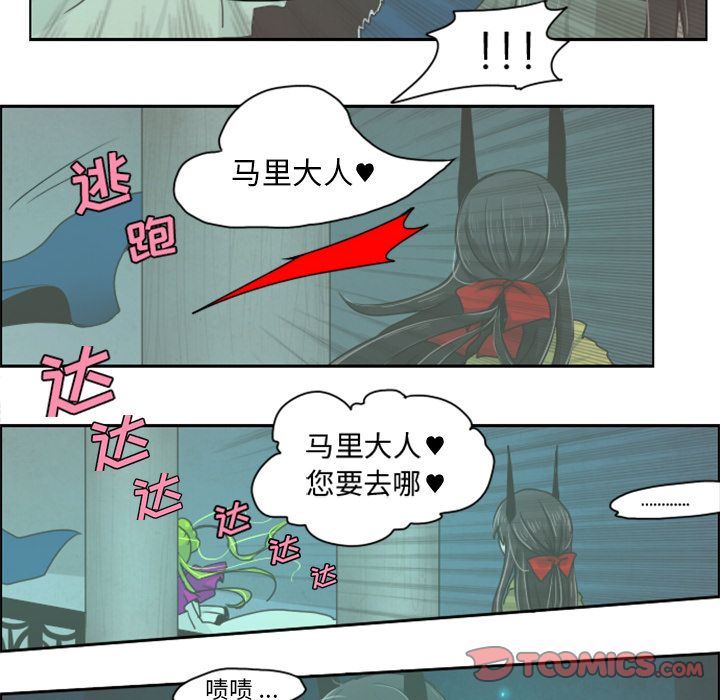 !!!
马里大人♥
逃
跑
达
达
达
达
达
达
马里大人♥
您要去哪♥
............
啧啧...
TOOMICS.COM